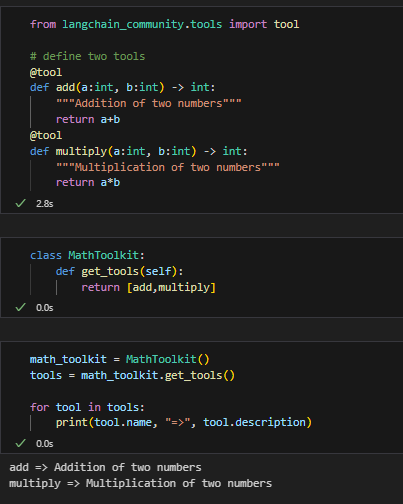 from langchain_community.tools import tool
# define two tools
@tool
def add(a:int, b:int) -> int:
    """Addition of two numbers"""
    return a+b
@tool
def multiply(a:int, b:int) -> int:
    """Multiplication of two numbers"""
    return a*b
2.8s
class MathToolkit:
    def get_tools(self):
        return [add,multiply]
0.0s
math_toolkit = MathToolkit()
tools = math_toolkit.get_tools()
for tool in tools:
    print(tool.name, "=>", tool.description)
0.0s
add => Addition of two numbers
multiply => Multiplication of two numbers